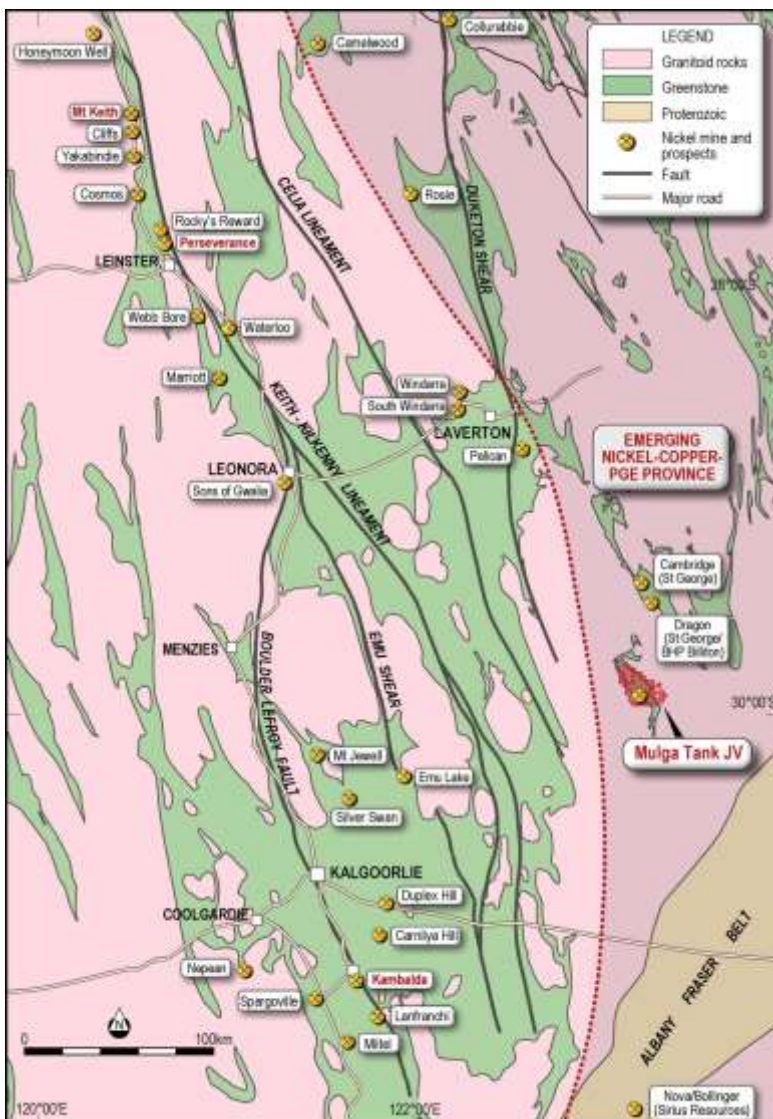 Honeymoon Well
Camelwood
Collurabbie
LEGEND
Granitoid rocks
Greenstone
Proterozoic
Nickel mine and
prospects
Fault
Major road
Mt Keith
Cliffs
Yakabindie
Cosmos
Rosie
CELIA LINEAMENT
DUKETON SHEAR
Rocky's Reward
Perseverance
LEINSTER
28°00'S
Webb Bore
Waterloo
Marriott
Windarra
South Windarra
LAVERTON
Pelican
KEITH - KILKENNY LINEAMENT
EMERGING
NICKEL-COPPER-
PGE PROVINCE
LEONORA
Sons of Gwalia
Cambridge
(St George)
Dragon
(St George/
BHP Billiton)
MENZIES
BOULDER LEFROY FAULT
EMU SHEAR
30°00'S
Mulga Tank JV
Mt Jewell
Emu Lake
Silver Swan
KALGOORLIE
Duplex Hill
COOLGARDIE
Carnilya Hill
Nepean
Kambalda
Spargoville
Lanfranchi
Miitel
ALBANY FRASER BELT
N
0
100km
120°00'E
122°00'E
Nova/Bollinger
(Sirius Resources)